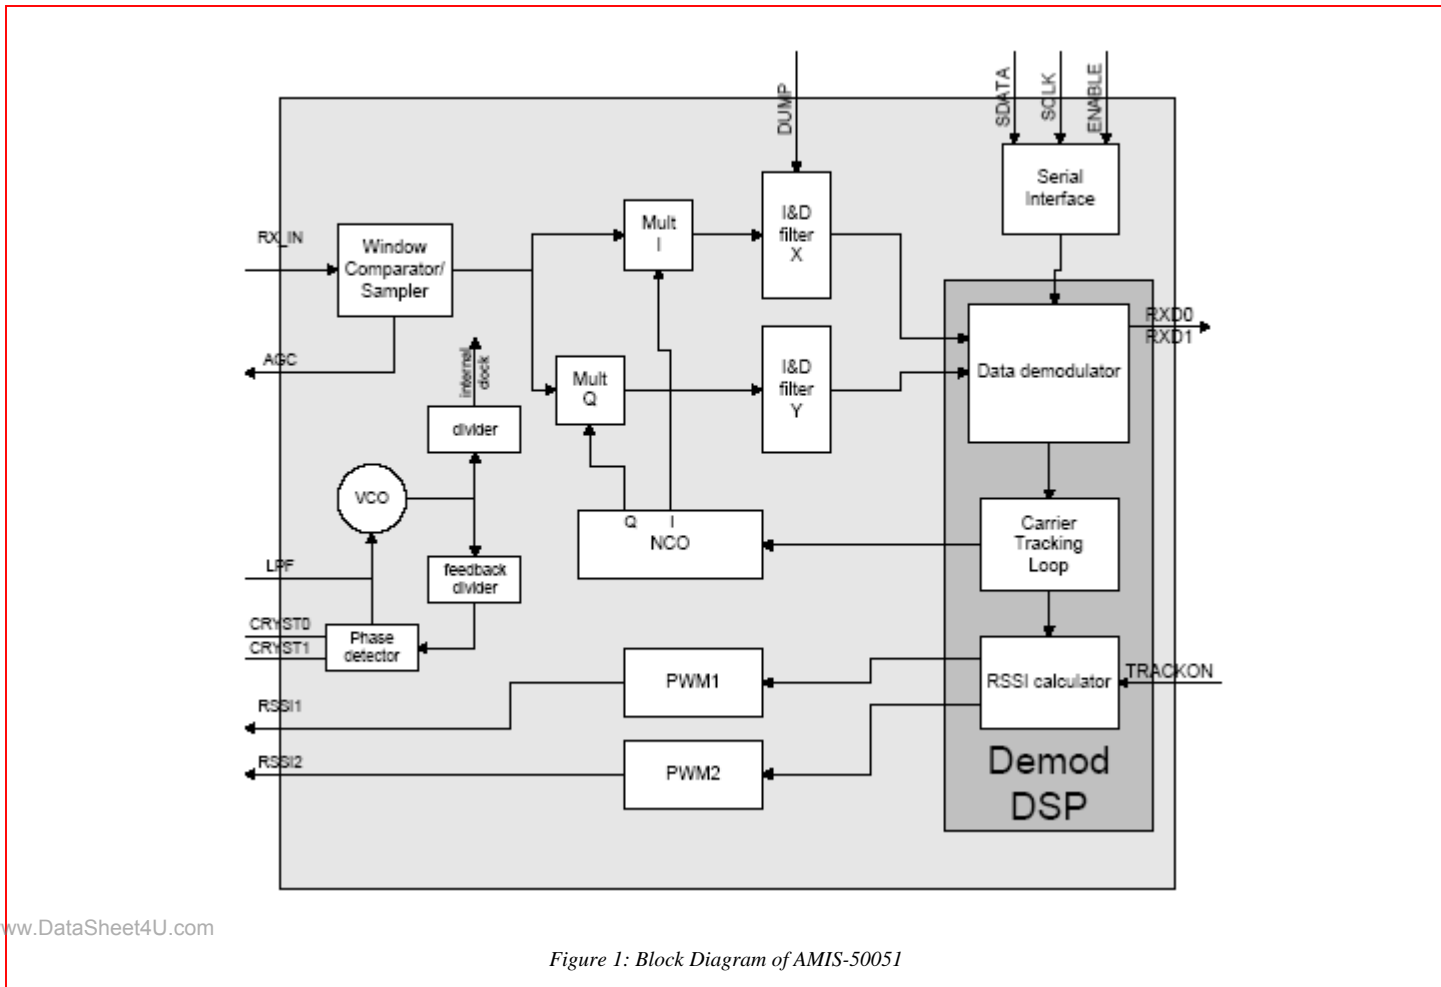 DUMP
SDATA
SCLK
ENABLE
Serial
Interface
RX_IN
Window
Comparator/
Sampler
Mult
I
I&D
filter
X
AGC
internal
clock
Mult
Q
I&D
filter
Y
RXD0
RXD1
Data demodulator
divider
VCO
Q I
NCO
Carrier
Tracking
Loop
LPF
feedback
divider
CRYST0
CRYST1
Phase
detector
PWM1
RSSI calculator
TRACKON
RSSI1
RSSI2
PWM2
Demod
DSP
ww.DataSheet4U.com
Figure 1: Block Diagram of AMIS-50051